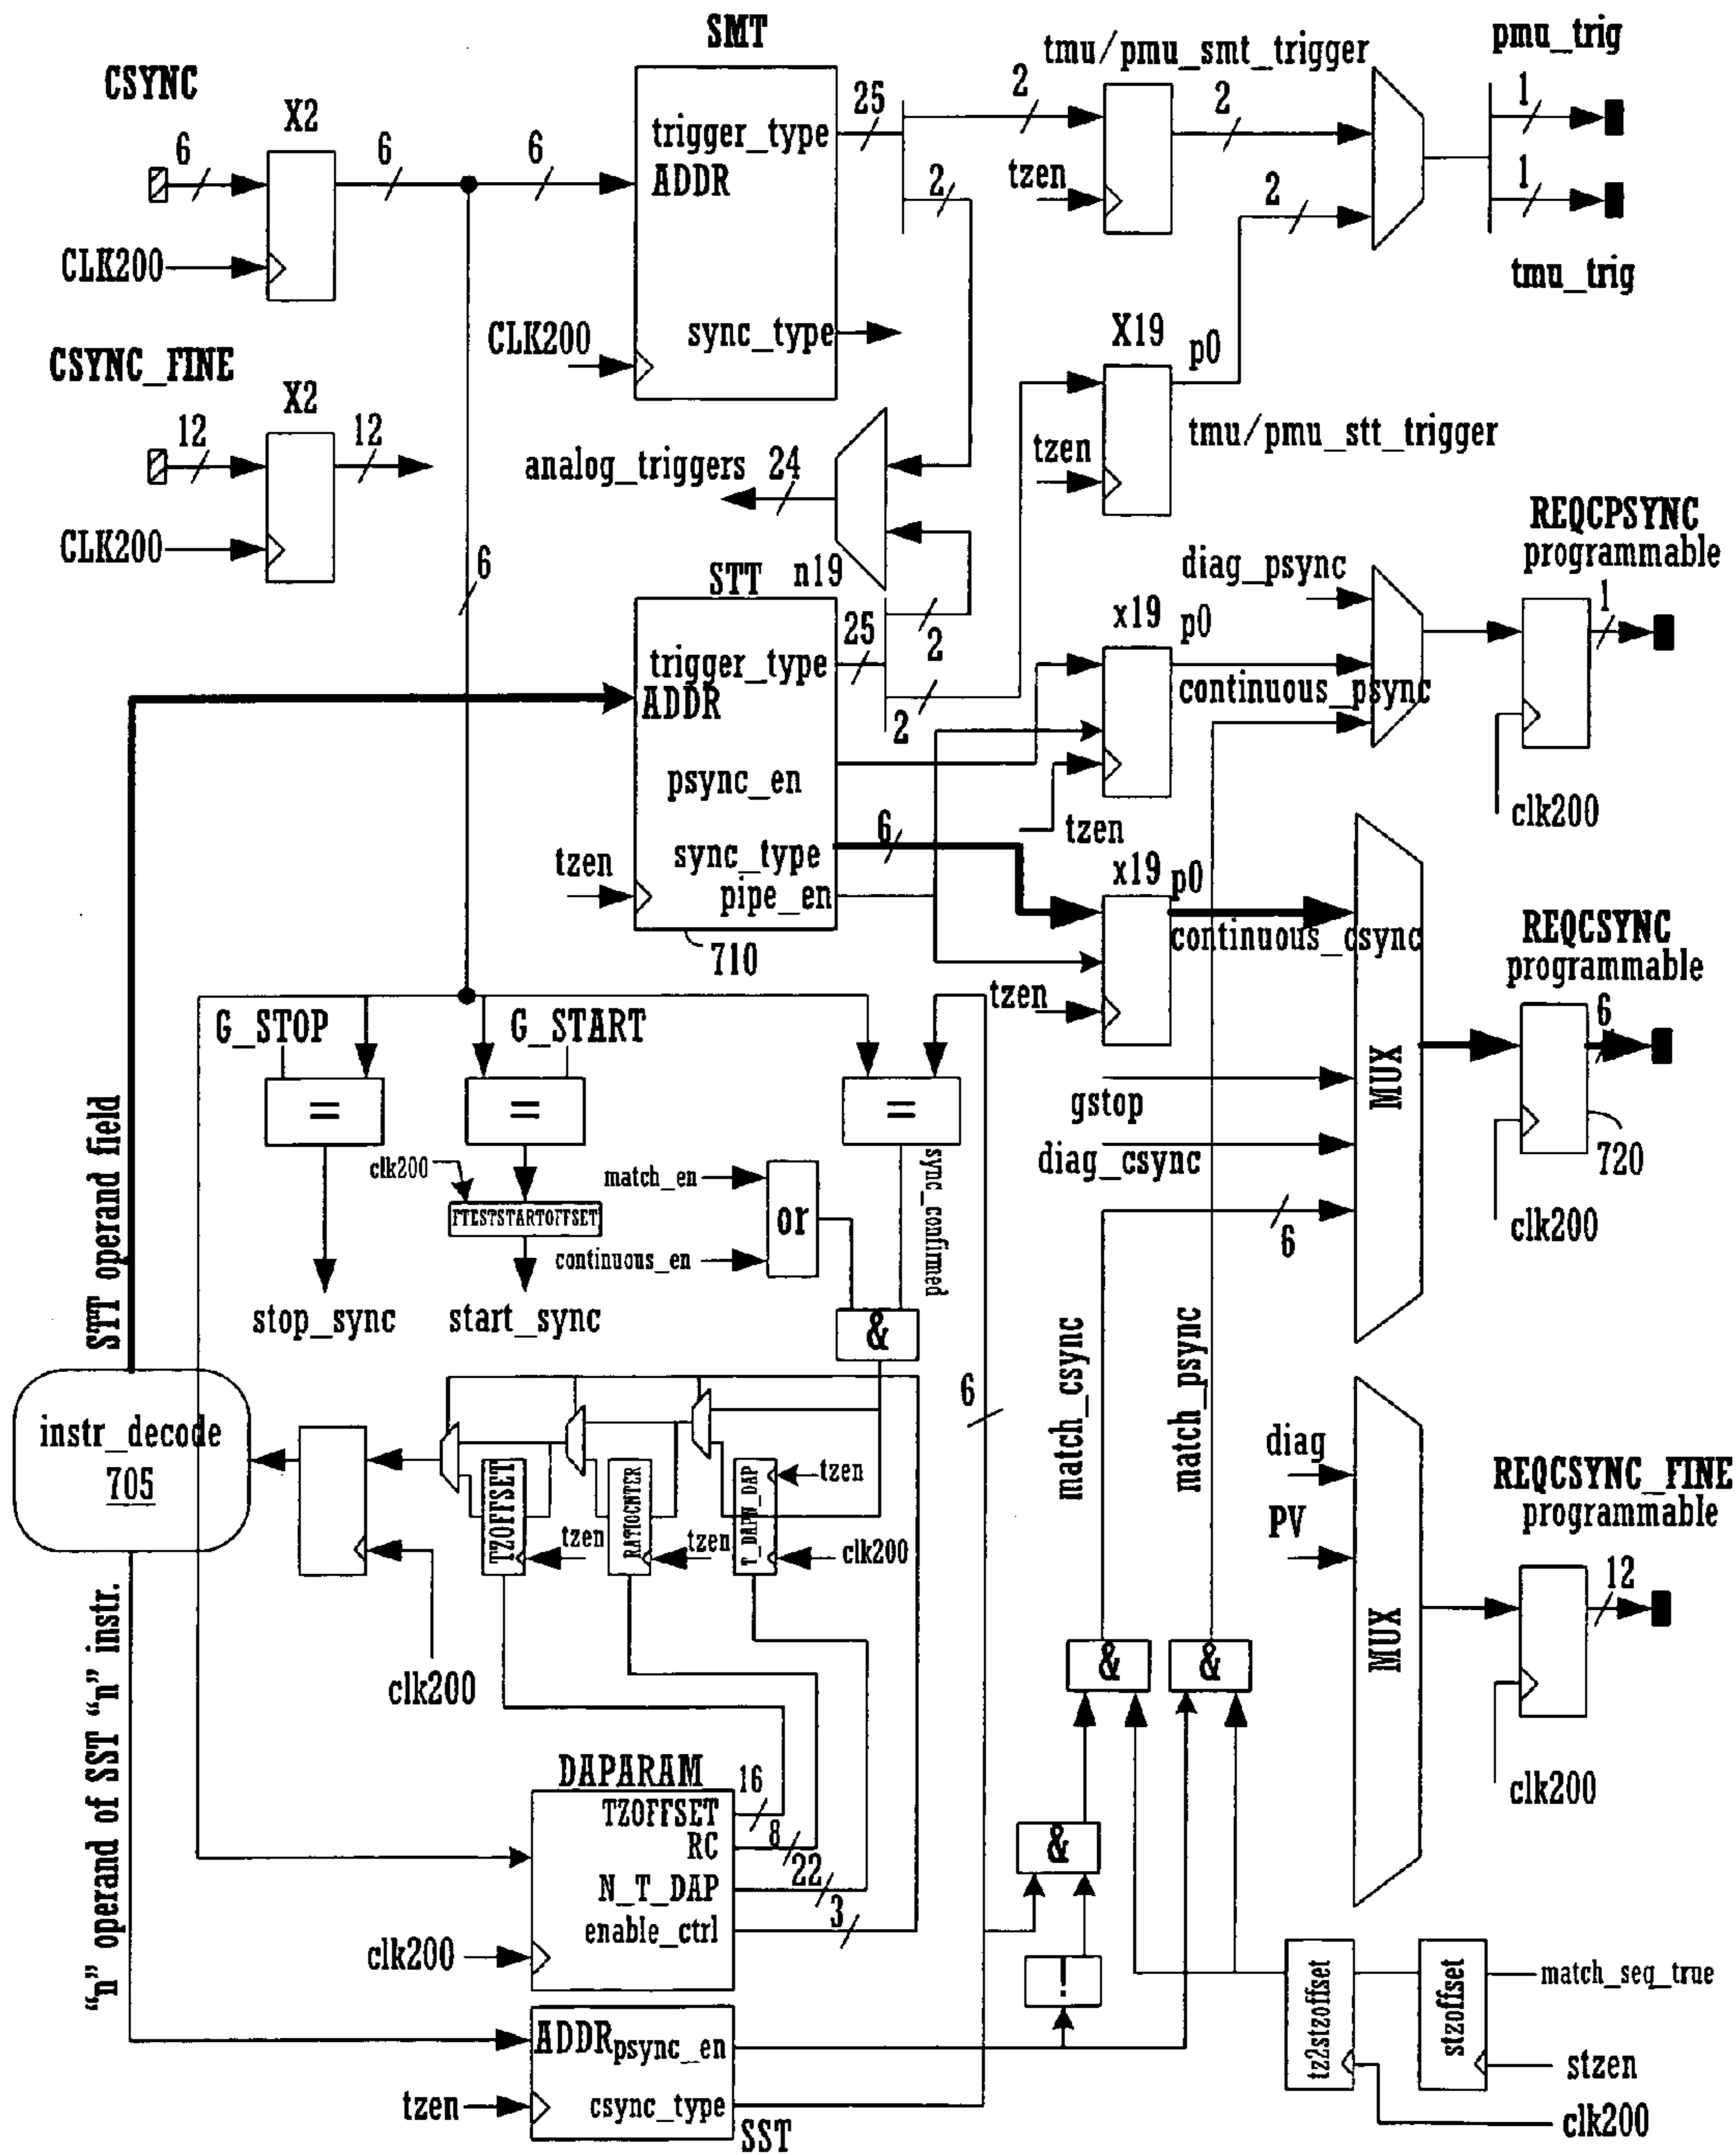 SMT
CSYNC
X2
6
6
6
CLK200
trigger_type
ADDR
CLK200
sync_type
25
2
2
tmu/pmu_smt_trigger
2
tzen
2
pmu_trig
1
1
tmu_trig
CSYNC_FINE
X2
12
12
CLK200
X19
p0
tmu/pmu_stt_trigger
tzen
analog_triggers
24
n19
6
STT
25
2
2
trigger_type
ADDR
psync_en
sync_type
pipe_en
tzen
6
710
REQCPSYNC
programmable
diag_psync
x19
p0
continuous_psync
tzen
1
clk200
x19
p0
continuous_csync
tzen
REQCSYNC
programmable
6
MUX
gstop
diag_csync
6
720
clk200
G_STOP
G_START
=
=
=
STT operand field
clk200
FTESTSTARTOFFSET
match_en
or
continuous_en
sync_confirmed
stop_sync
start_sync
&
match_csync
match_psync
6
instr_decode
705
TZOFFSET
tzen
RATIOCNTER
tzen
T_DAPN_DAP
tzen
clk200
clk200
diag
PV
MUX
REQCSYNC_FINE
programmable
12
clk200
"n" operand of SST "n" instr.
&
&
DAPARAM
TZOFFSET
16
RC
8
N_T_DAP
22
enable_ctrl
3
clk200
&
!
ADDR
psync_en
csync_type
tzen
SST
tz2stzoffset
stzoffset
match_seq_true
stzen
clk200